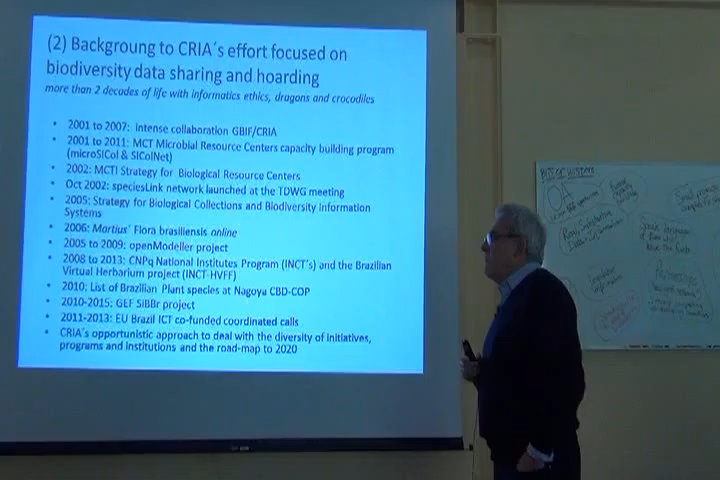 (2) Backgroung to CRIA´s effort focused on
biodiversity data sharing and hoarding
more than 2 decades of life with informatics ethics, dragons and crocodiles
• 2001 to 2007: intense collaboration GBIF/CRIA
• 2001 to 2011: MCT Microbial Resource Centers capacity building program
(microSICol & SIColNet)
• 2002: MCTI Strategy for Biological Resource Centers
• Oct 2002: speciesLink network launched at the TDWG meeting
• 2005: Strategy for Biological Collections and Biodiversity Information
Systems
• 2006: Martius´ Flora brasiliensis online
• 2005 to 2009: openModeller project
• 2008 to 2013: CNPq National Institutes Program (INCT´s) and the Brazilian
Virtual Herbarium project (INCT-HVFF)
• 2010: List of Brazilian Plant species at Nagoya CBD-COP
• 2010-2015: GEF SiBBr project
• 2011-2013: EU Brazil ICT co-funded coordinated calls
• CRIA´s opportunistic approach to deal with the diversity of initiatives,
programs and institutions and the road-map to 2020
BITS OF WISDOM